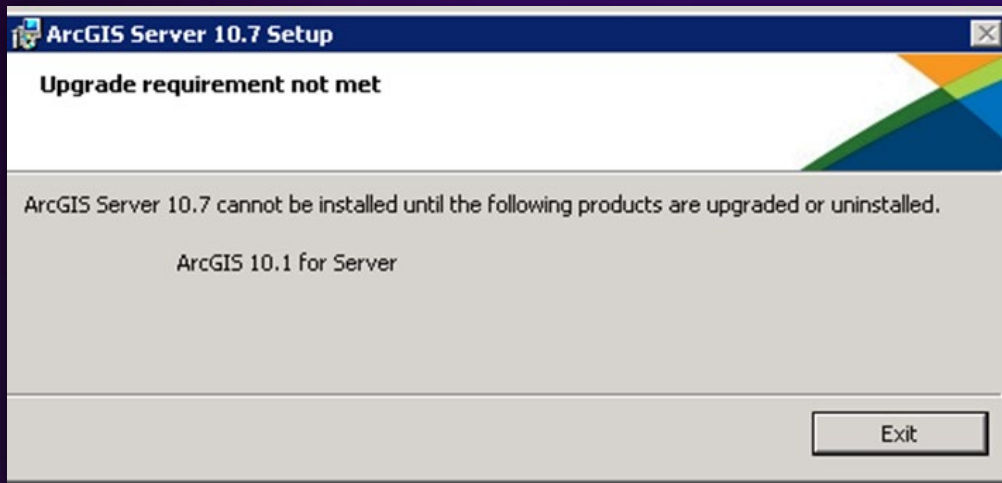 ArcGIS Server 10.7 Setup
Upgrade requirement not met
ArcGIS Server 10.7 cannot be installed until the following products are upgraded or uninstalled.
ArcGIS 10.1 for Server
Exit